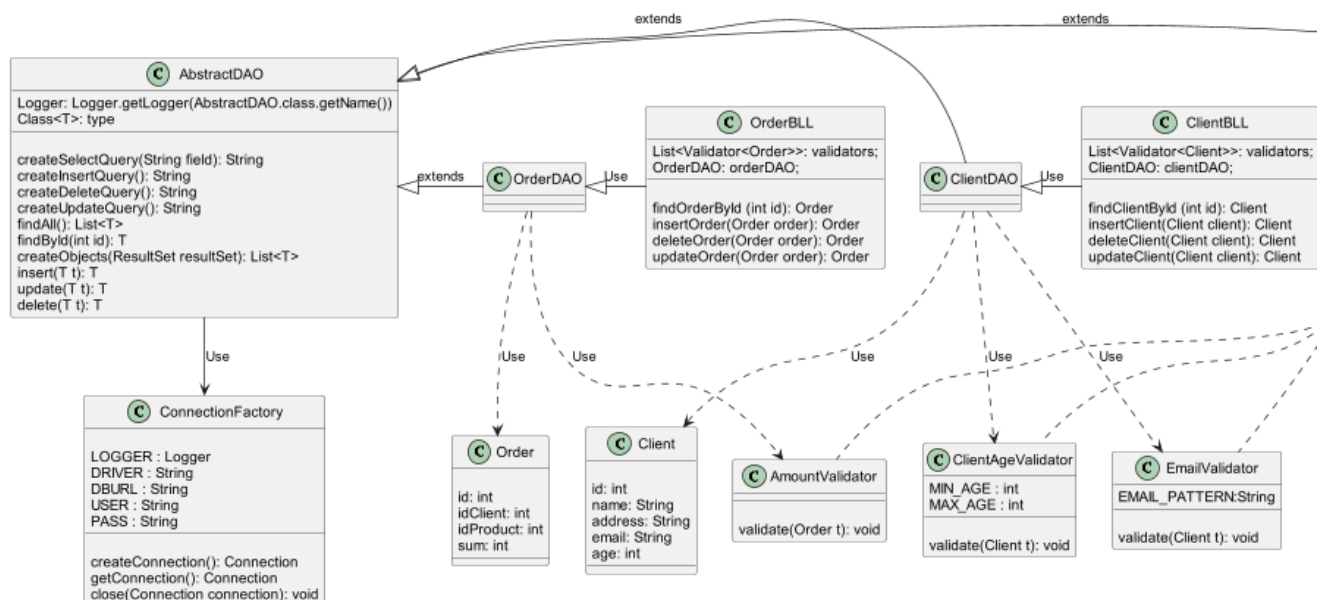 extends
extends
C AbstractDAO
Logger: Logger.getLogger(AbstractDAO.class.getName())
Class<T>: type
createSelectQuery(String field): String
createInsertQuery(): String
createDeleteQuery(): String
createUpdateQuery(): String
findAll(): List<T>
findById(int id): T
createObjects(ResultSet resultSet): List<T>
insert(T t): T
update(T t): T
delete(T t): T
extends
C OrderDAO
Use
C OrderBLL
List<Validator<Order>>: validators;
OrderDAO: orderDAO;
findOrderById (int id): Order
insertOrder(Order order): Order
deleteOrder(Order order): Order
updateOrder(Order order): Order
C ClientDAO
Use
C ClientBLL
List<Validator<Client>>: validators;
ClientDAO: clientDAO;
findClientById (int id): Client
insertClient(Client client): Client
deleteClient(Client client): Client
updateClient(Client client): Client
Use
Use
Use
Use
Use
Use
C ConnectionFactory
LOGGER : Logger
DRIVER : String
DBURL : String
USER : String
PASS : String
createConnection(): Connection
getConnection(): Connection
close(Connection connection): void
C Order
id: int
idClient: int
idProduct: int
sum: int
C Client
id: int
name: String
address: String
email: String
age: int
C AmountValidator
validate(Order t): void
C ClientAgeValidator
MIN_AGE : int
MAX_AGE : int
validate(Client t): void
C EmailValidator
EMAIL_PATTERN:String
validate(Client t): void